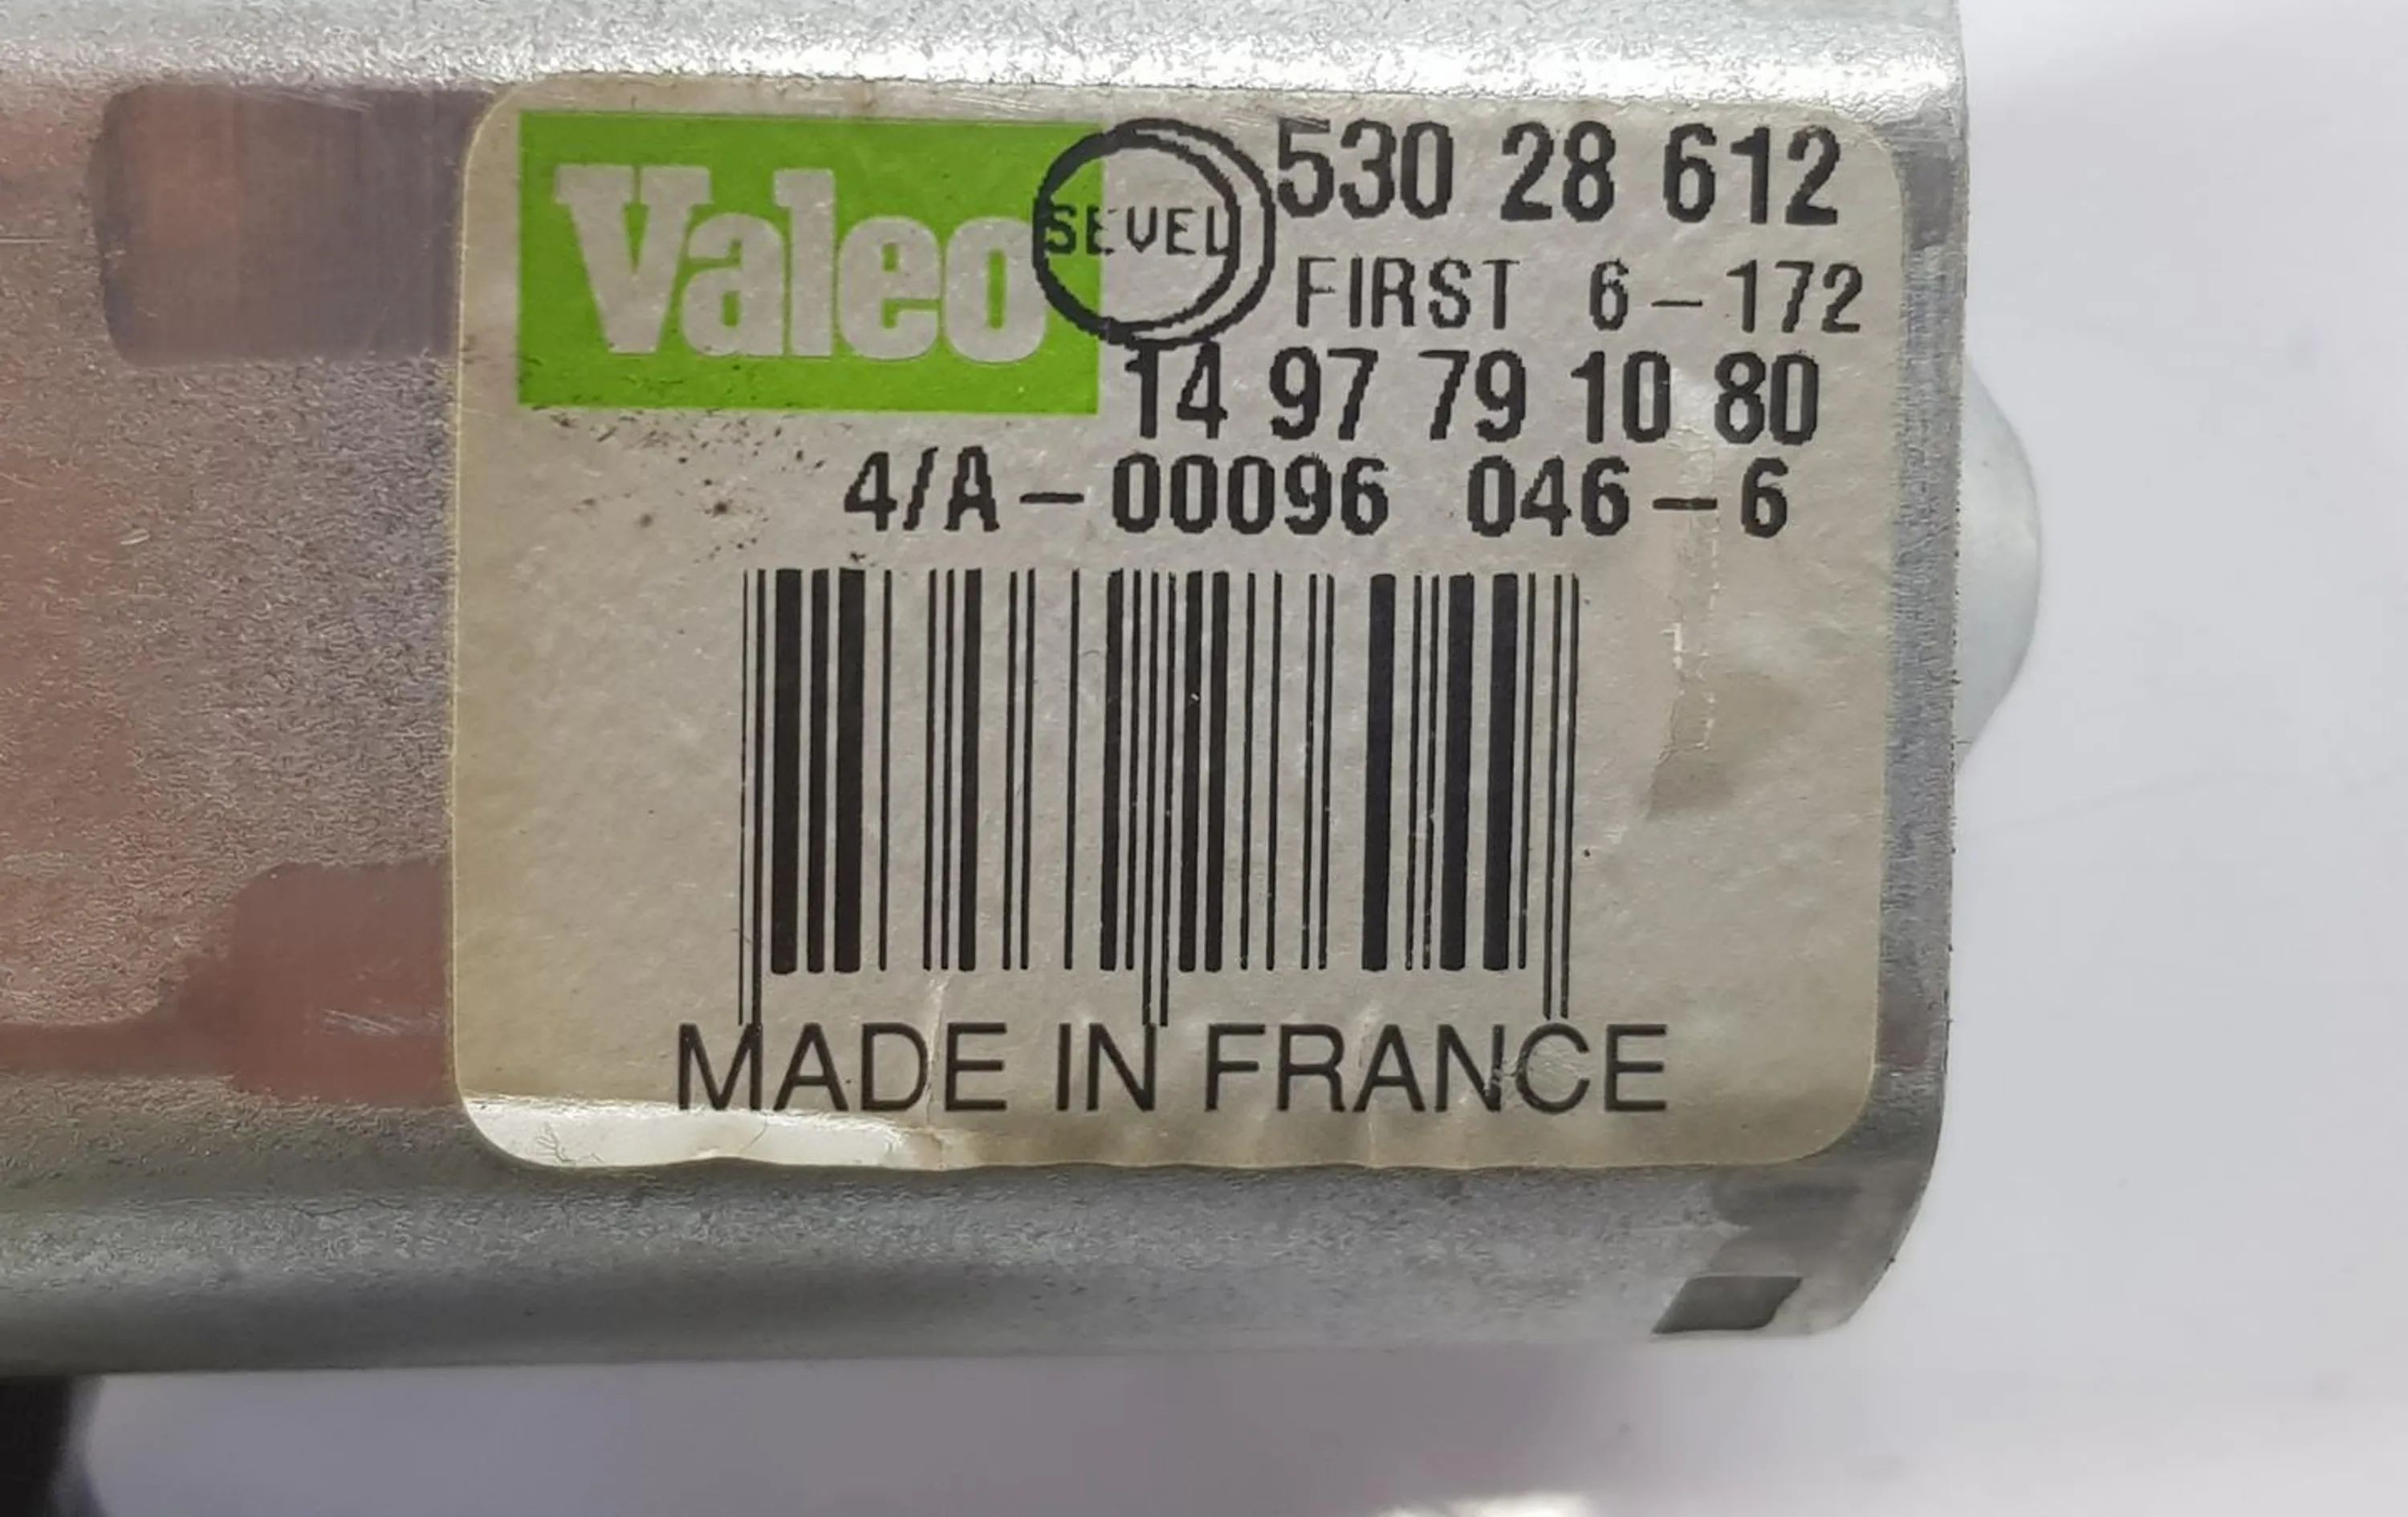 Valeo
SEVEL
530 28 612
FIRST 6-172
14 97 79 10 80
4/A-00096 046-6
MADE IN FRANCE